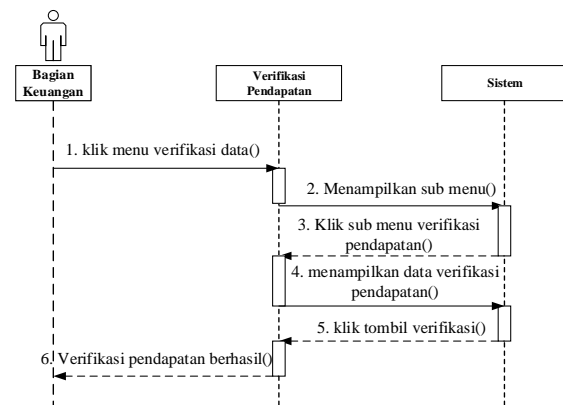 Bagian
Keuangan
Verifikasi
Pendapatan
Sistem
1. klik menu verifikasi data()
2. Menampilkan sub menu()
3. Klik sub menu verifikasi
pendapatan()
4. menampilkan data verifikasi
pendapatan()
5. klik tombil verifikasi()
6. Verifikasi pendapatan berhasil()